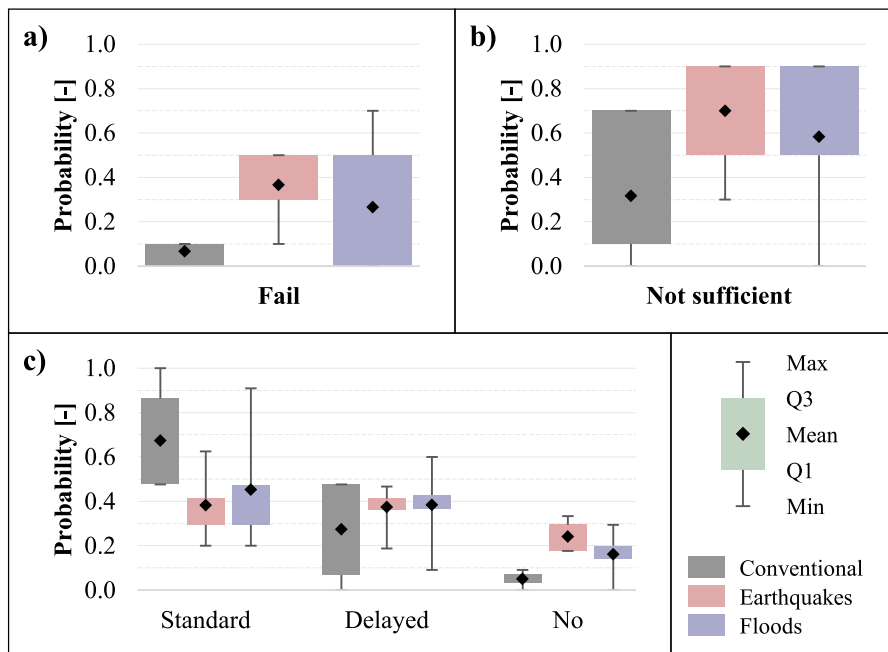 a)
Probability [-]
1.0
0.8
0.6
0.4
0.2
0.0
Fail
b)
Probability [-]
1.0
0.8
0.6
0.4
0.2
0.0
Not sufficient
c)
Probability [-]
1.0
0.8
0.6
0.4
0.2
0.0
Standard Delayed No
Max
Q3
Mean
Q1
Min
Conventional
Earthquakes
Floods